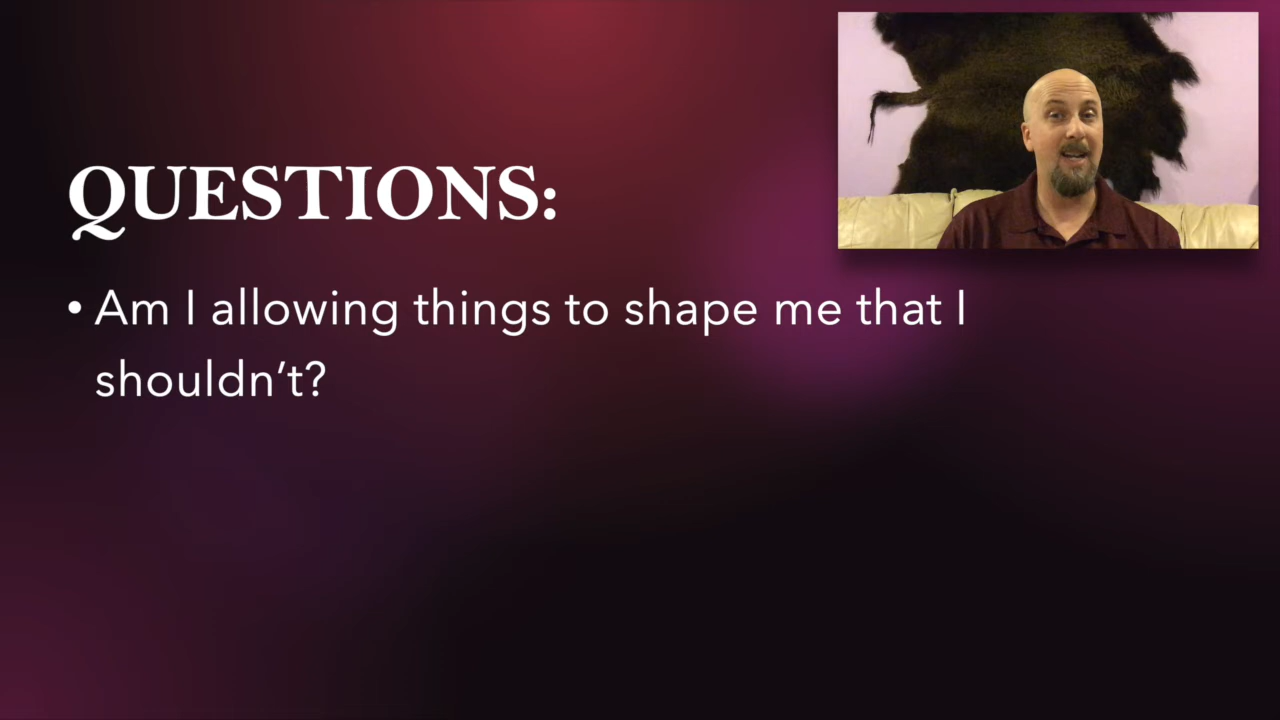 QUESTIONS:
• Am I allowing things to shape me that I
shouldn’t?